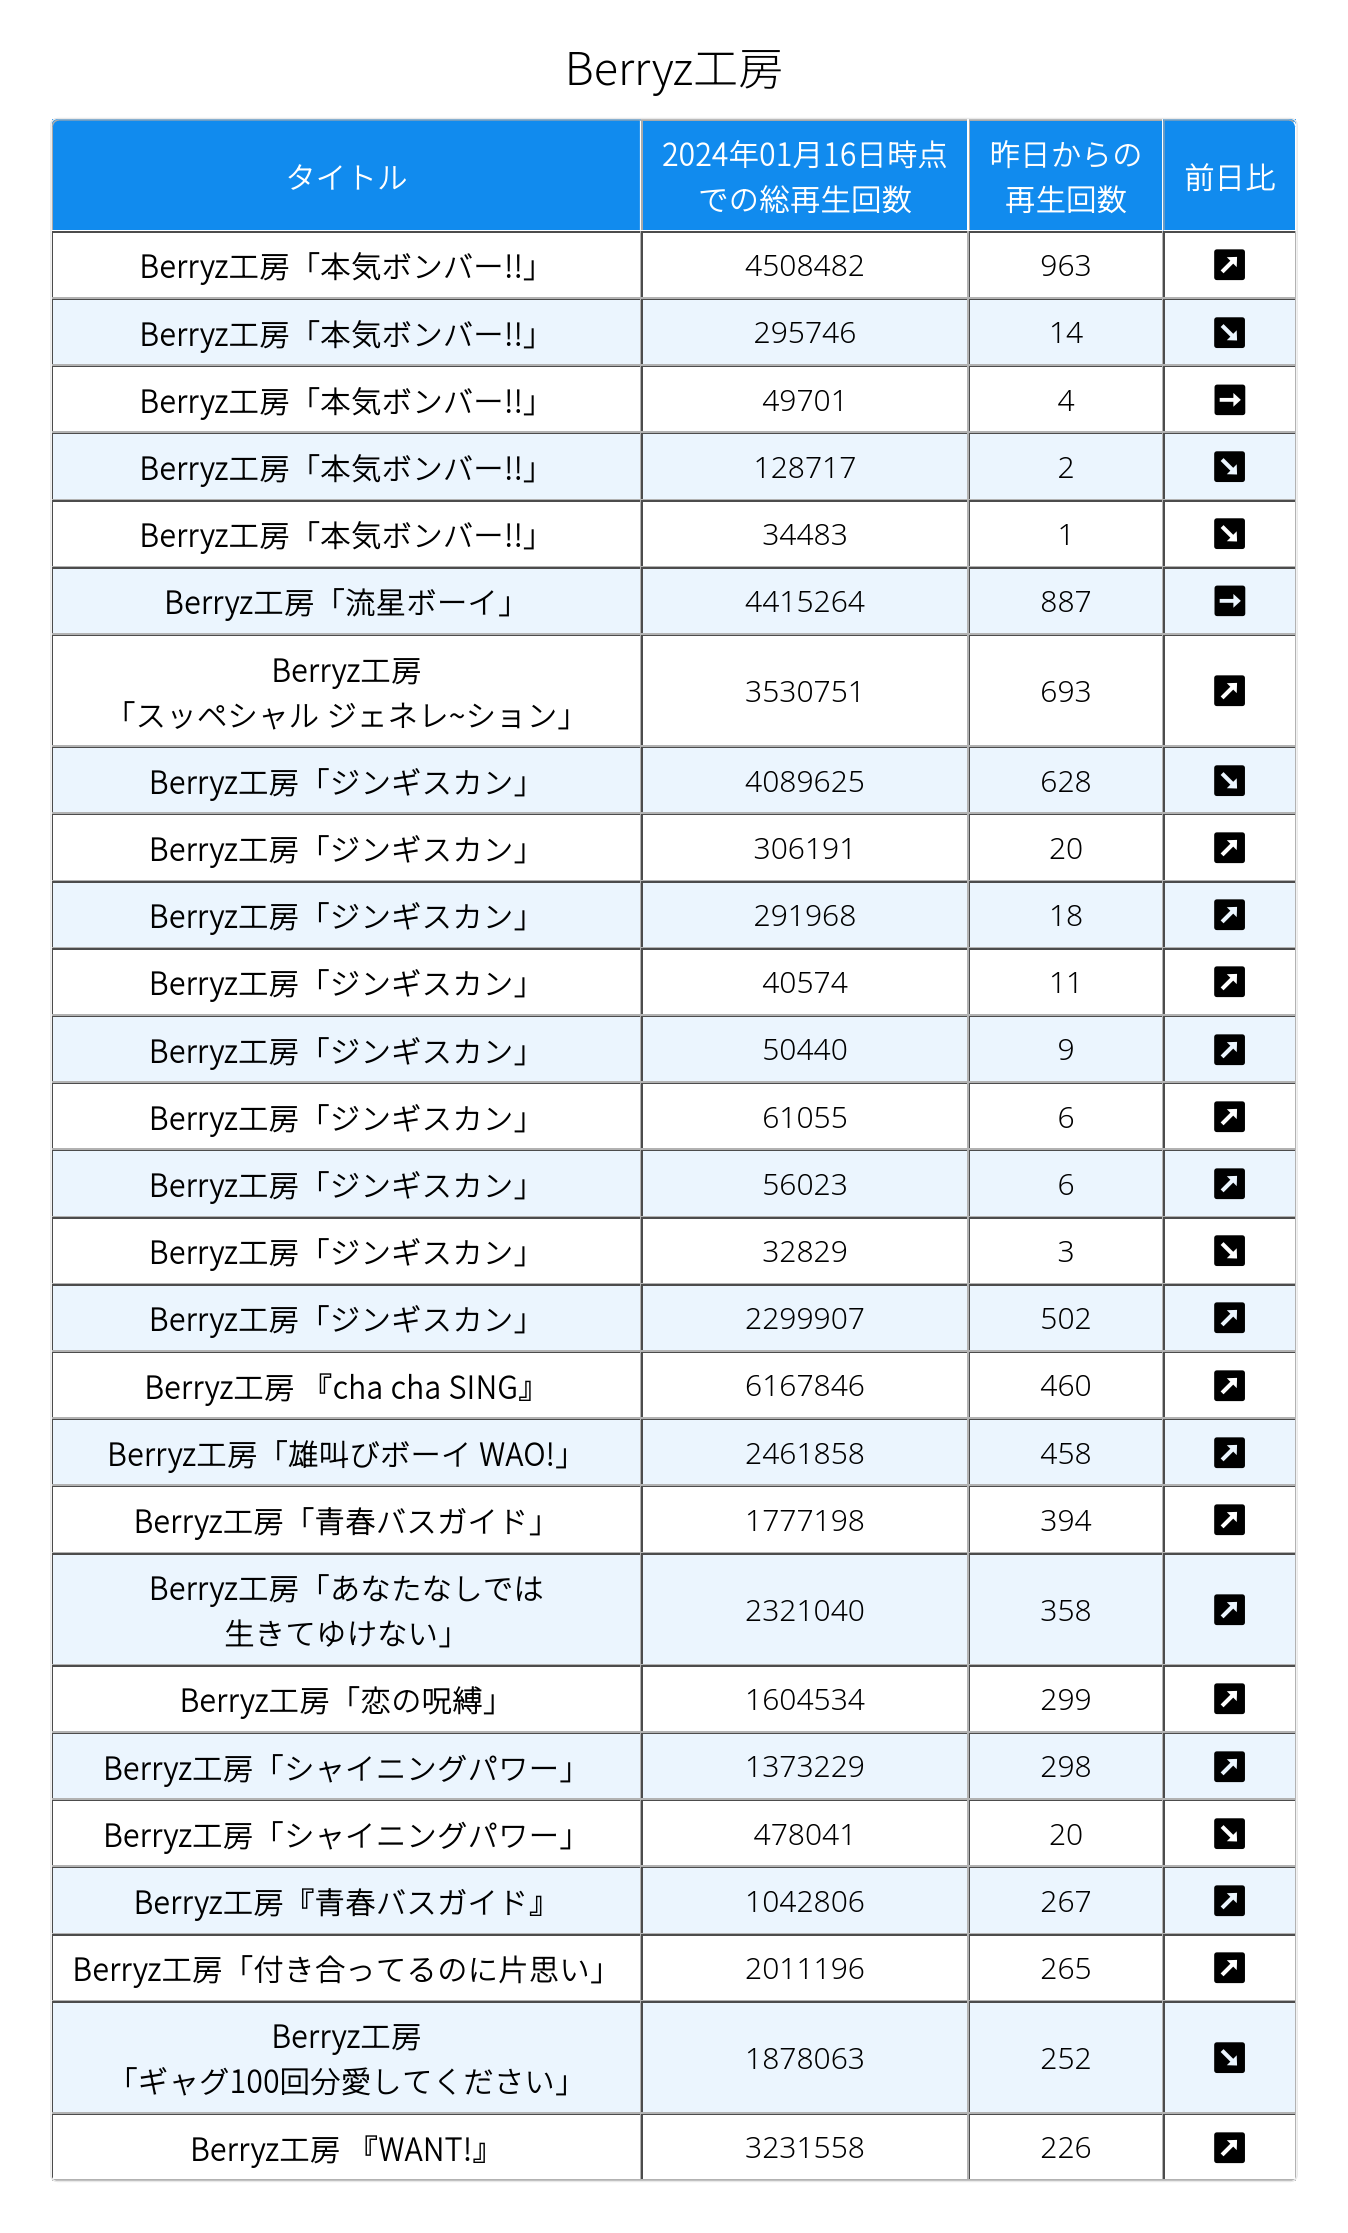 Berryz工房
タイトル
2024年01月16日時点
での総再生回数
昨日からの
再生回数
前日比
Berryz工房「本気ボンバー!!」 4508482 963 ↗
Berryz工房「本気ボンバー!!」 295746 14 ↘
Berryz工房「本気ボンバー!!」 49701 4 →
Berryz工房「本気ボンバー!!」 128717 2 ↘
Berryz工房「本気ボンバー!!」 34483 1 ↘
Berryz工房「流星ボーイ」 4415264 887 →
Berryz工房
「スッペシャル ジェネレ~ション」 3530751 693 ↗
Berryz工房「ジンギスカン」 4089625 628 ↘
Berryz工房「ジンギスカン」 306191 20 ↗
Berryz工房「ジンギスカン」 291968 18 ↗
Berryz工房「ジンギスカン」 40574 11 ↗
Berryz工房「ジンギスカン」 50440 9 ↗
Berryz工房「ジンギスカン」 61055 6 ↗
Berryz工房「ジンギスカン」 56023 6 ↗
Berryz工房「ジンギスカン」 32829 3 ↘
Berryz工房「ジンギスカン」 2299907 502 ↗
Berryz工房 『cha cha SING』 6167846 460 ↗
Berryz工房「雄叫びボーイ WAO!」 2461858 458 ↗
Berryz工房「青春バスガイド」 1777198 394 ↗
Berryz工房「あなたなしでは
生きてゆけない」 2321040 358 ↗
Berryz工房「恋の呪縛」 1604534 299 ↗
Berryz工房「シャイニングパワー」 1373229 298 ↗
Berryz工房「シャイニングパワー」 478041 20 ↘
Berryz工房『青春バスガイド』 1042806 267 ↗
Berryz工房「付き合ってるのに片思い」 2011196 265 ↗
Berryz工房
「ギャグ100回分愛してください」 1878063 252 ↘
Berryz工房 『WANT!』 3231558 226 ↗